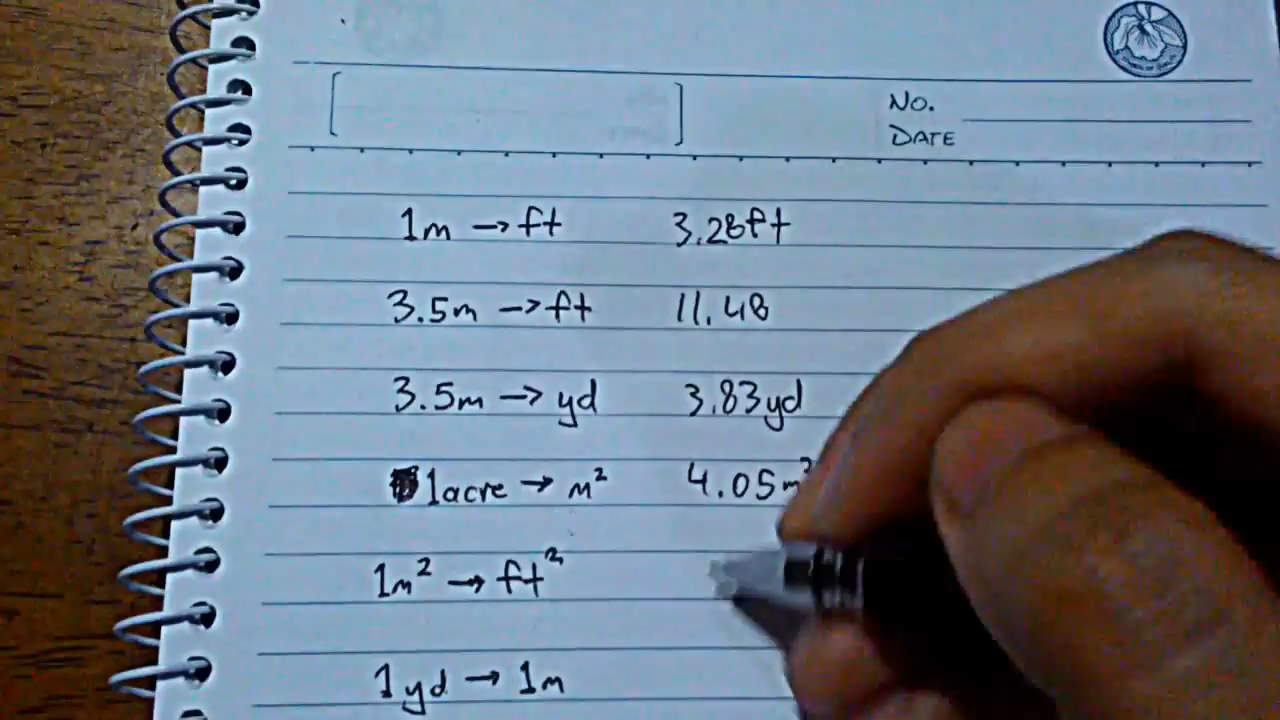 NO.
DATE
1m → ft 3.28ft
3.5m → ft 11.48
3.5m → yd 3.83yd
1acre → m² 4.05m²
1m² → ft²
1yd → 1m